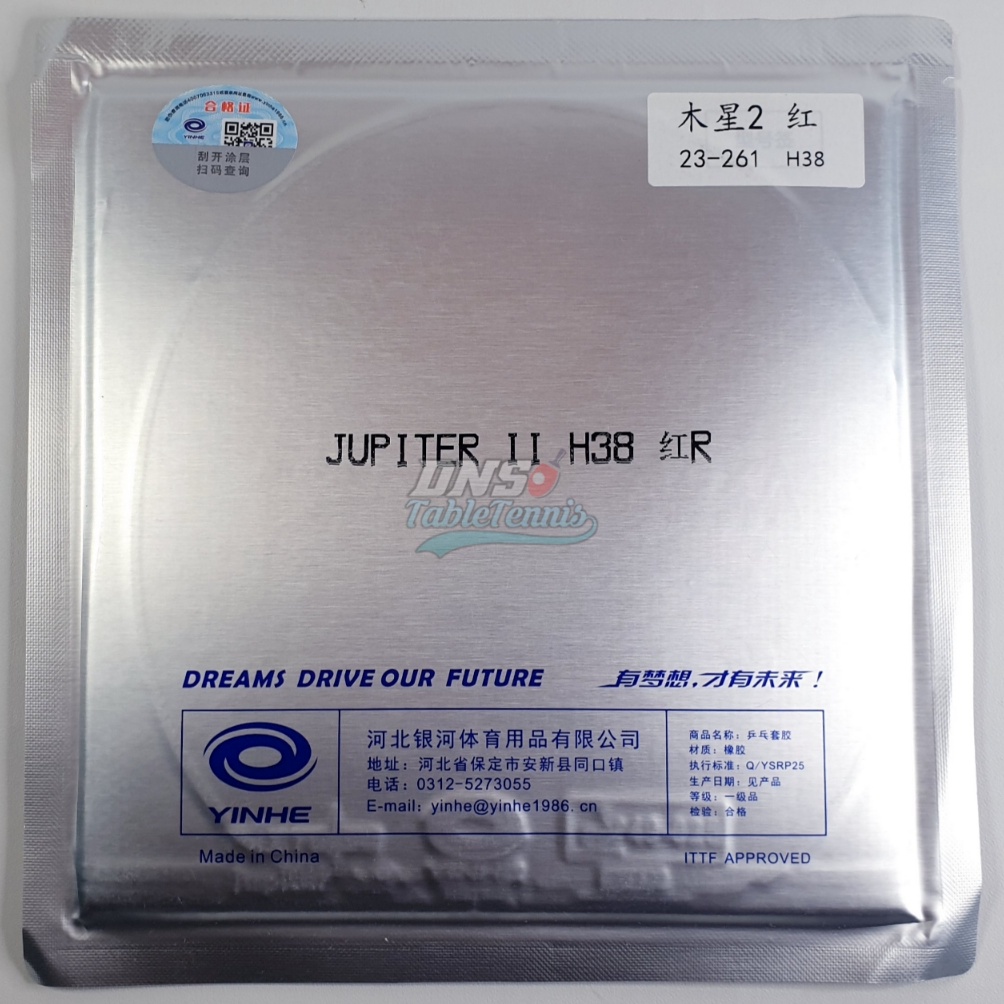 合格证
YINHE
刮开涂层
扫码查询
木星2 红
23-261 H38
JUPITER II H38 红R
DNS
TableTennis
DREAMS DRIVE OUR FUTURE
有梦想,才有未来!
YINHE
河北银河体育用品有限公司
地址:河北省保定市安新县同口镇
电话:0312-5273055
E-mail: yinhe@yinhe1986.cn
商品名称:乒乓套胶
材质:橡胶
执行标准:Q/YSRP25
生产日期:见产品
等级:一级品
检验:合格
Made in China
ITTF APPROVED